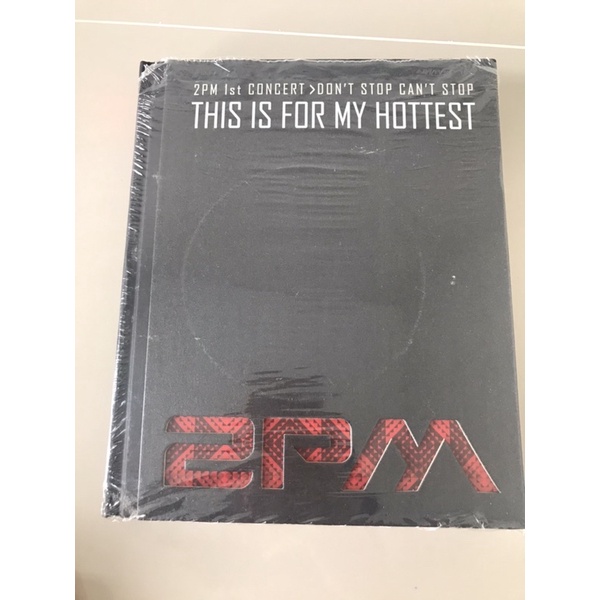 2PM 1st CONCERT>DON'T STOP CAN'T STOP
THIS IS FOR MY HOTTEST
2PM